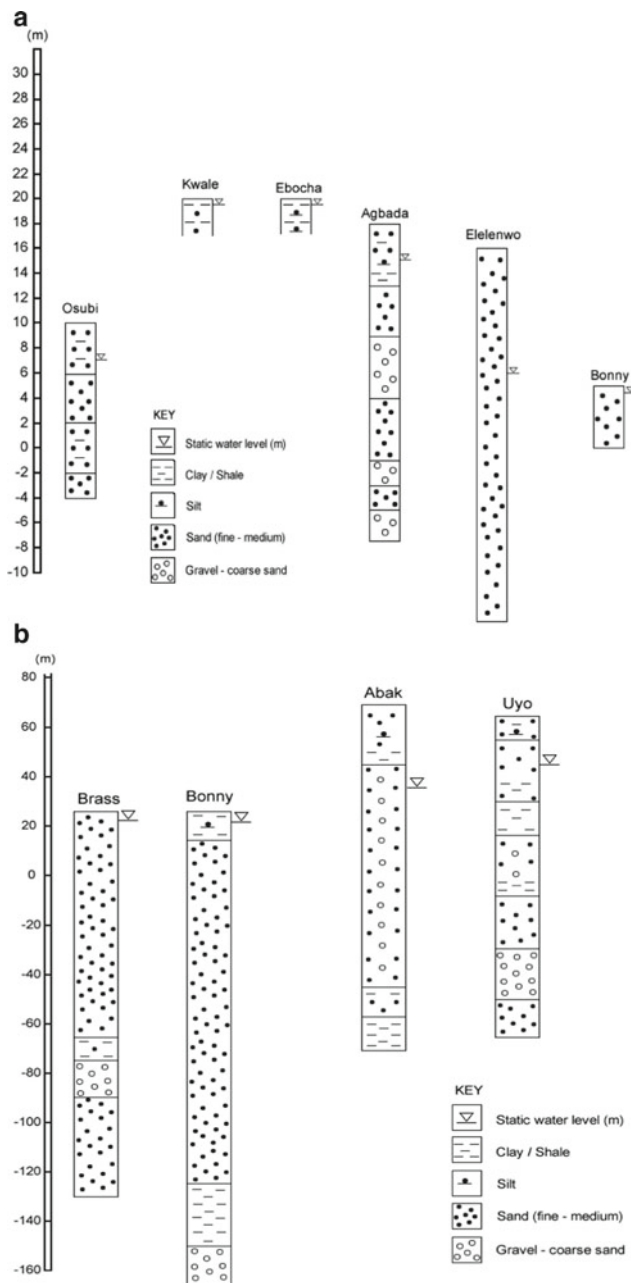 a
(m)
30
28
26
24
22
20
18
16
14
12
10
8
6
4
2
0
-2
-4
-6
-8
-10
Kwale
Ebocha
Agbada
Elelenwo
Osubi
Bonny
KEY
Static water level (m)
Clay / Shale
Silt
Sand (fine - medium)
Gravel - coarse sand
b
(m)
80
60
40
20
0
-20
-40
-60
-80
-100
-120
-140
-160
Abak
Uyo
Brass
Bonny
KEY
Static water level (m)
Clay / Shale
Silt
Sand (fine - medium)
Gravel - coarse sand